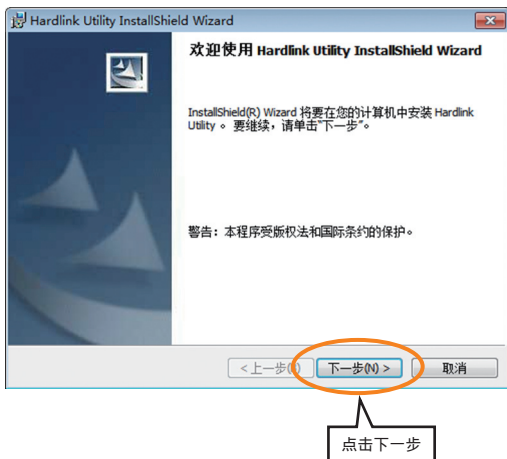 Hardlink Utility InstallShield Wizard
欢迎使用 Hardlink Utility InstallShield Wizard
InstallShield(R) Wizard 将要在您的计算机中安装 Hardlink
Utility 。 要继续，请单击“下一步”。
警告：本程序受版权法和国际条约的保护。
<上一步(
下一步(N) >
取消
点击下一步